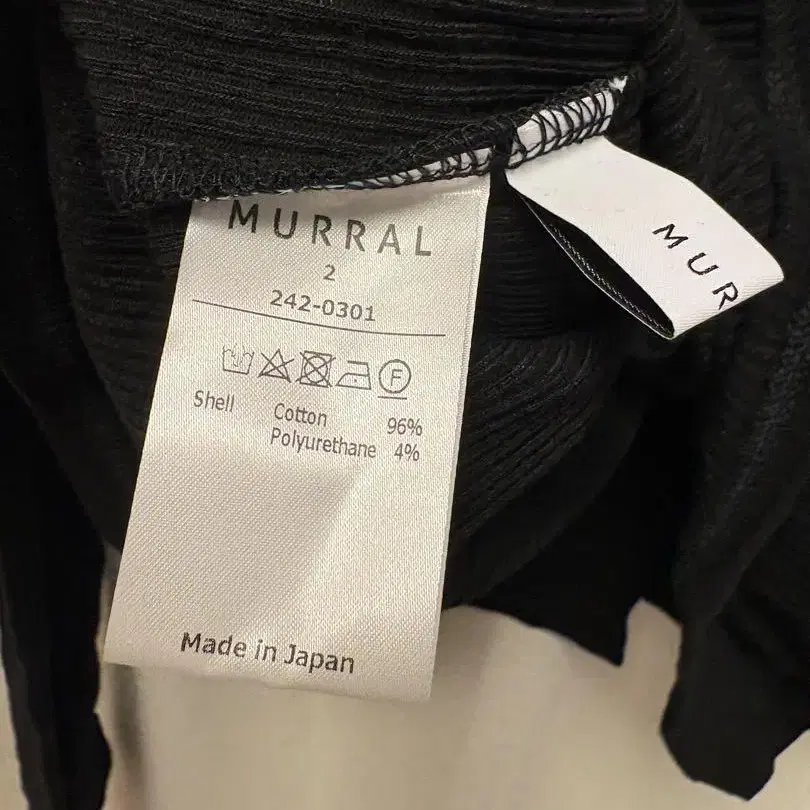 MURRAL
2
242-0301
F
Shell Cotton 96%
Polyurethane 4%
Made in Japan
MUR